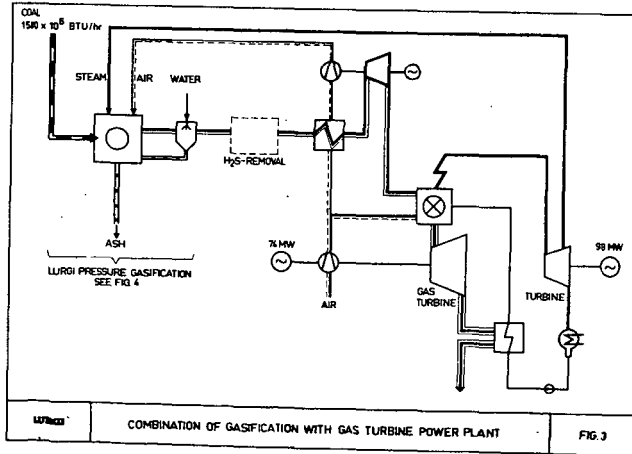 COAL
1580 x 10⁶ BTU/hr
STEAM AIR WATER
H₂S-REMOVAL
ASH
LURGI PRESSURE GASIFICATION
SEE FIG. 4
74 MW
AIR
GAS
TURBINE
TURBINE
98 MW
COMBINATION OF GASIFICATION WITH GAS TURBINE POWER PLANT
FIG. 3